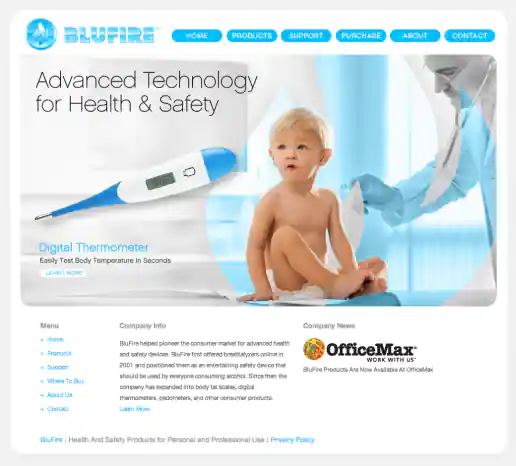 BLUFIRE
HOME
PRODUCTS
SUPPORT
PURCHASE
ABOUT
CONTACT
Advanced Technology
for Health & Safety
Digital Thermometer
Easily Test Body Temperature in Seconds
LEARN MORE
Menu
Home
Products
Support
Where To Buy
About Us
Contact
Company Info
BluFire helped pioneer the consumer market for advanced health
and safety devices. BluFire first offered breathalyzers online in
2001 and positioned them as an entertaining safety device that
should be used by everyone consuming alcohol. Since then the
company has expanded into body fat scales, digital
thermometers, pedometers, and other consumer products.
Learn More
Company News
OfficeMax
WORK WITH US
BluFire Products Are Now Available At OfficeMax
BluFire | Health And Safety Products for Personal and Professional Use : Privacy Policy